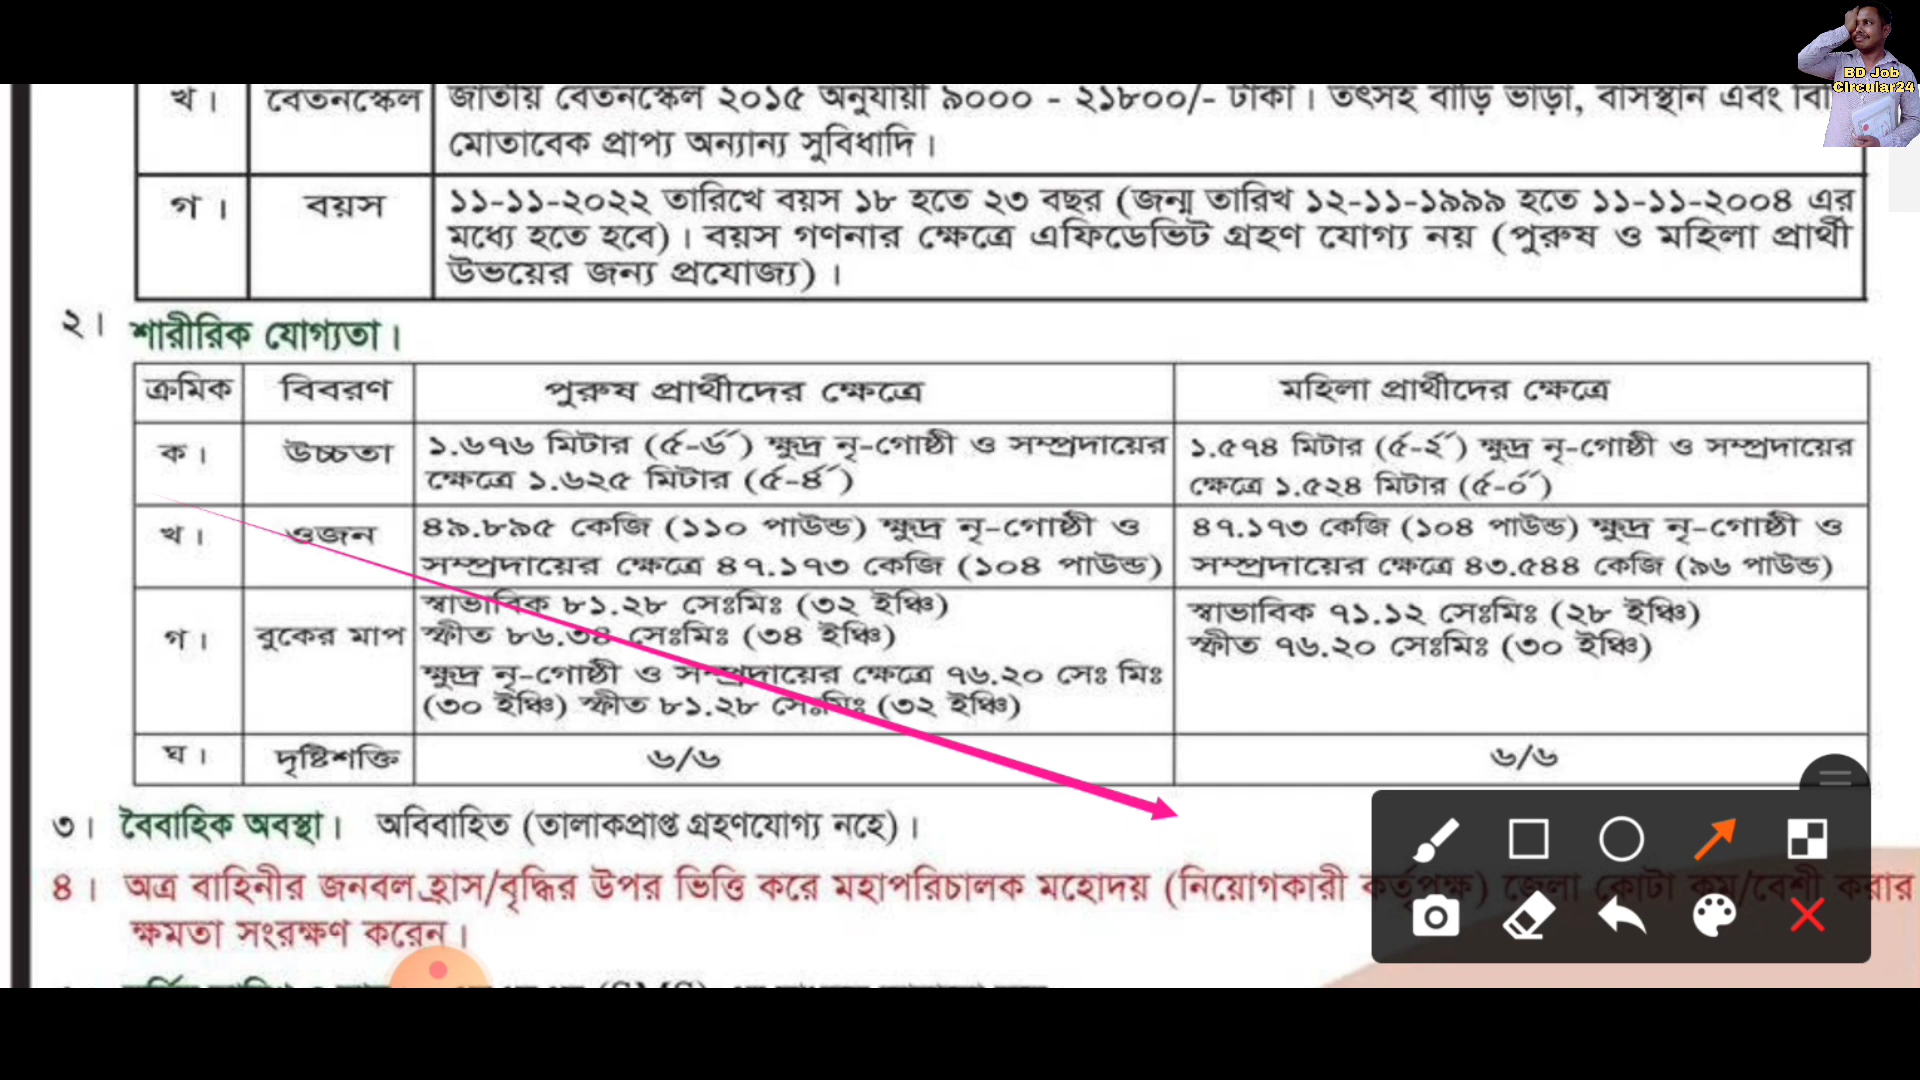 BD Job
Circular24
খ। বেতনস্কেল জাতীয় বেতনস্কেল ২০১৫ অনুযায়ী ৯০০০ - ২১৮০০/- টাকা। তৎসহ বাড়ি ভাড়া, বাসস্থান এবং
মোতাবেক প্রাপ্য অন্যান্য সুবিধাদি।
গ। বয়স ১১-১১-২০২২ তারিখে বয়স ১৮ হতে ২৩ বছর (জন্ম তারিখ ১২-১১-১৯৯৯ হতে ১১-১১-২০০৪ এর
মধ্যে হতে হবে)। বয়স গণনার ক্ষেত্রে এফিডেভিট গ্রহণ যোগ্য নয় (পুরুষ ও মহিলা প্রার্থী
উভয়ের জন্য প্রযোজ্য)।
২। শারীরিক যোগ্যতা।
ক্রমিক বিবরণ পুরুষ প্রার্থীদের ক্ষেত্রে মহিলা প্রার্থীদের ক্ষেত্রে
ক। উচ্চতা ১.৬৭৬ মিটার (৫′-৬″) ক্ষুদ্র নৃ-গোষ্ঠী ও সম্প্রদায়ের
ক্ষেত্রে ১.৬২৫ মিটার (৫′-৪″)
১.৫৭৪ মিটার (৫′-২″) ক্ষুদ্র নৃ-গোষ্ঠী ও সম্প্রদায়ের
ক্ষেত্রে ১.৫২৪ মিটার (৫′-০″)
খ। ওজন ৪৯.৮৯৫ কেজি (১১০ পাউন্ড) ক্ষুদ্র নৃ-গোষ্ঠী ও
সম্প্রদায়ের ক্ষেত্রে ৪৭.১৭৩ কেজি (১০৪ পাউন্ড)
৪৭.১৭৩ কেজি (১০৪ পাউন্ড) ক্ষুদ্র নৃ-গোষ্ঠী ও
সম্প্রদায়ের ক্ষেত্রে ৪৩.৫৪৪ কেজি (৯৬ পাউন্ড)
গ। বুকের মাপ স্বাভাবিক ৮১.২৮ সেঃমিঃ (৩২ ইঞ্চি)
স্ফীত ৮৬.৩৪ সেঃমিঃ (৩৪ ইঞ্চি)
ক্ষুদ্র নৃ-গোষ্ঠী ও সম্প্রদায়ের ক্ষেত্রে ৭৬.২০ সেঃ মিঃ
(৩০ ইঞ্চি) স্ফীত ৮১.২৮ সেঃমিঃ (৩২ ইঞ্চি)
স্বাভাবিক ৭১.১২ সেঃমিঃ (২৮ ইঞ্চি)
স্ফীত ৭৬.২০ সেঃমিঃ (৩০ ইঞ্চি)
ঘ। দৃষ্টিশক্তি ৬/৬ ৬/৬
৩। বৈবাহিক অবস্থা। অবিবাহিত (তালাকপ্রাপ্ত গ্রহণযোগ্য নহে)।
৪। অত্র বাহিনীর জনবল হ্রাস/বৃদ্ধির উপর ভিত্তি করে মহাপরিচালক মহোদয় (নিয়োগকারী কর্তৃপক্ষ) জেলা কোটা কম/বেশী করার
ক্ষমতা সংরক্ষণ করেন।